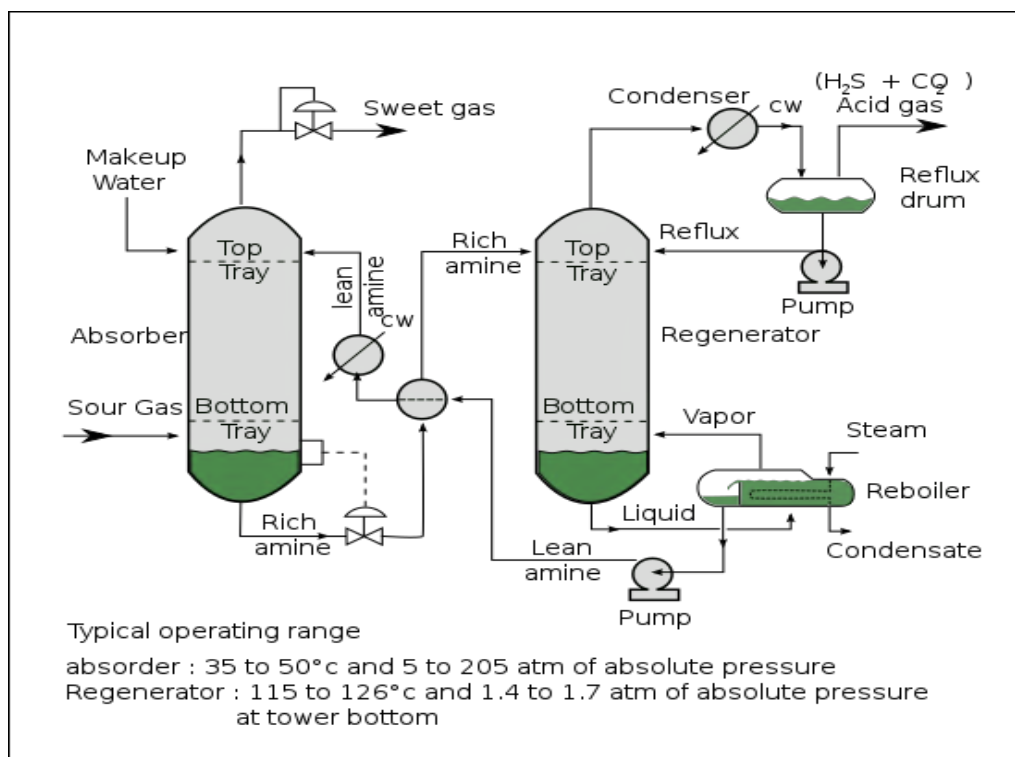 (H2S + CO2 )
Acid gas
Condenser
cw
Sweet gas
Makeup
Water
Reflux
drum
Top
Tray
lean
amine
Rich
amine
Top
Tray
Reflux
Pump
cw
Absorber
Regenerator
Sour Gas
Bottom
Tray
Bottom
Tray
Vapor
Steam
Reboiler
Rich
amine
Liquid
Condensate
Lean
amine
Pump
Typical operating range
absorder : 35 to 50°c and 5 to 205 atm of absolute pressure
Regenerator : 115 to 126°c and 1.4 to 1.7 atm of absolute pressure
at tower bottom